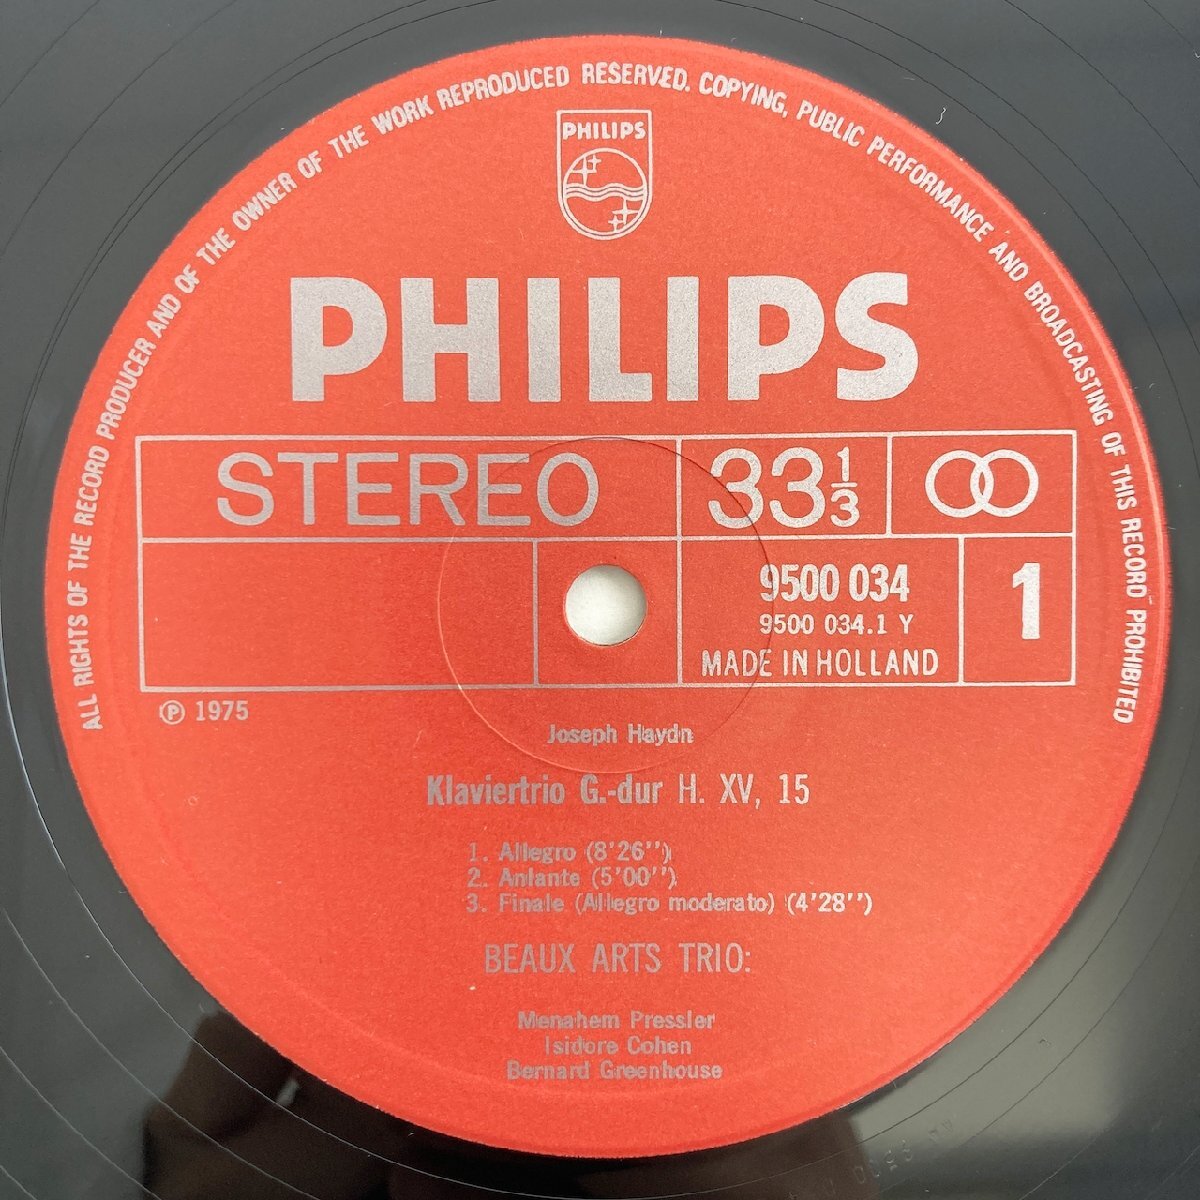 ALL RIGHTS OF THE RECORD PRODUCER AND OF THE OWNER OF THE WORK REPRODUCED RESERVED. COPYING, PUBLIC PERFORMANCE AND BROADCASTING OF THIS RECORD PROHIBITED
PHILIPS
PHILIPS
STEREO 33 1/3
9500 034 1
9500 034.1 Y
MADE IN HOLLAND
℗ 1975
Joseph Haydn
Klaviertrio G.-dur H. XV, 15
1. Allegro (8'26'')
2. Andante (5'00'')
3. Finale (Allegro moderato) (4'28'')
BEAUX ARTS TRIO:
Menahem Pressler
Isidore Cohen
Bernard Greenhouse